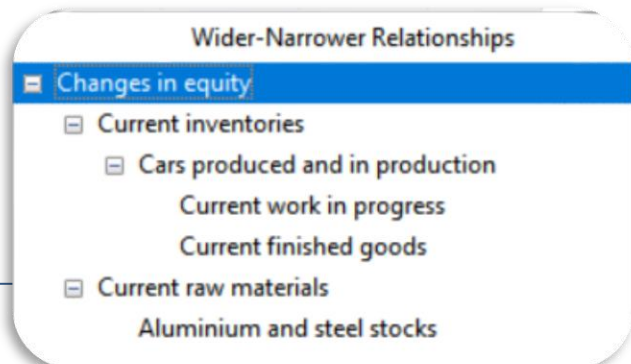 Wider-Narrower Relationships
Changes in equity
Current inventories
Cars produced and in production
Current work in progress
Current finished goods
Current raw materials
Aluminium and steel stocks